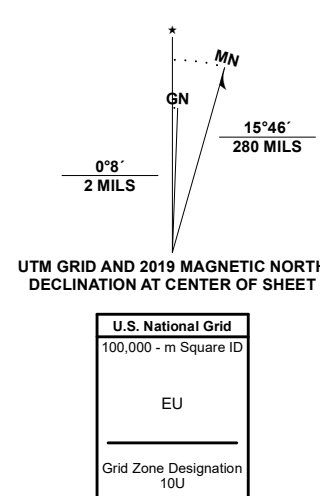 ★
MN
GN
15°46´
280 MILS
0°8´
2 MILS
UTM GRID AND 2019 MAGNETIC NORTH
DECLINATION AT CENTER OF SHEET
U.S. National Grid
100,000 - m Square ID
EU
Grid Zone Designation
10U